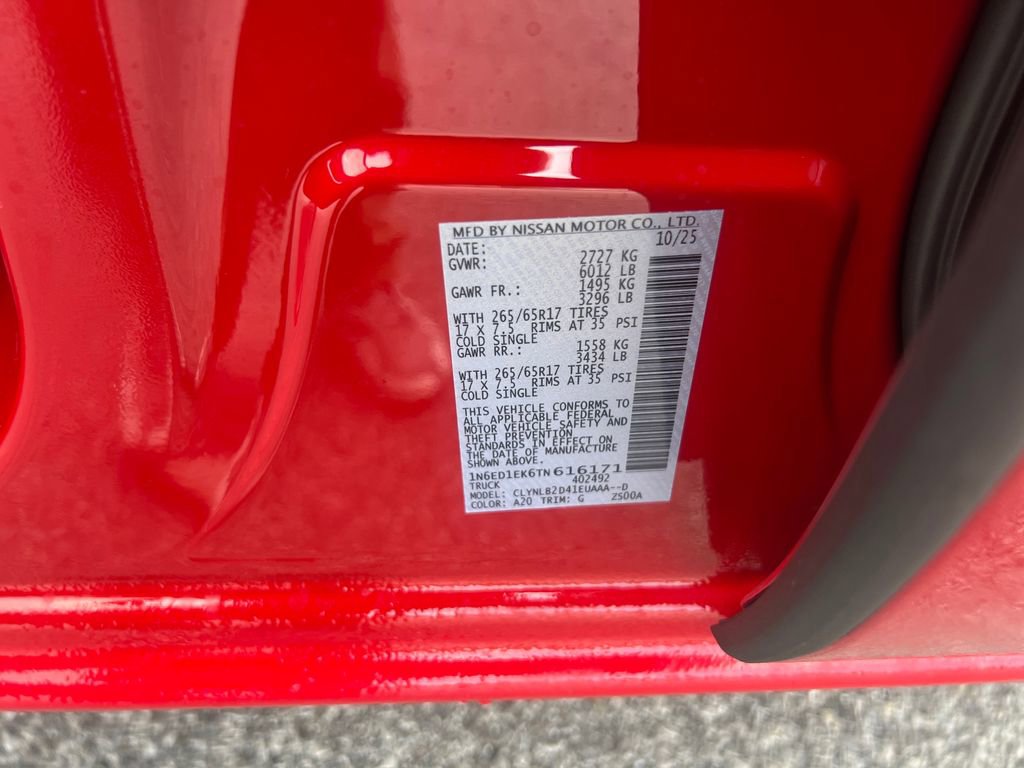 MFD BY NISSAN MOTOR CO., LTD.
DATE: 10/25
GVWR: 2727 KG
6012 LB
GAWR FR.: 1495 KG
3296 LB
WITH 265/65R17 TIRES
17 X 7.5 RIMS AT 35 PSI
COLD SINGLE
GAWR RR.: 1558 KG
3434 LB
WITH 265/65R17 TIRES
17 X 7.5 RIMS AT 35 PSI
COLD SINGLE
THIS VEHICLE CONFORMS TO
ALL APPLICABLE FEDERAL
MOTOR VEHICLE SAFETY AND
THEFT PREVENTION
STANDARDS IN EFFECT ON
THE DATE OF MANUFACTURE
SHOWN ABOVE.
1N6ED1EK6TN616171
TRUCK 402492
MODEL: CLYNLB2D41EUAAA--D
COLOR: A20 TRIM: G Z500A